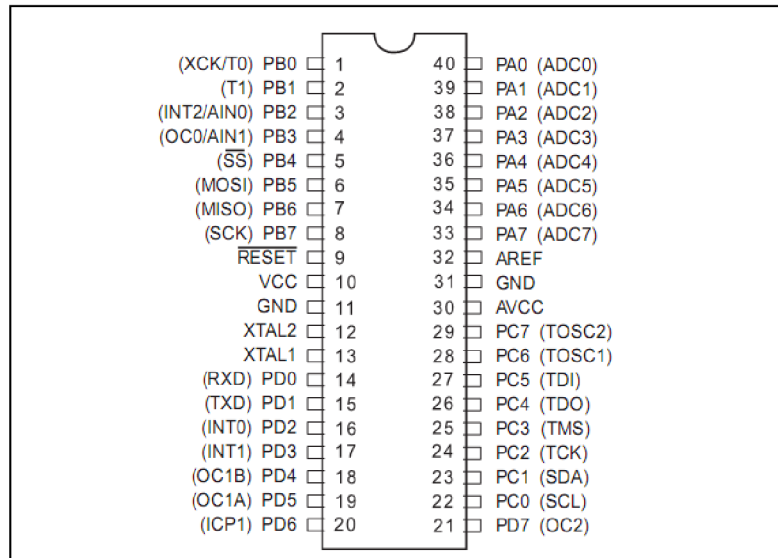 (XCK/T0) PB0 1 40 PA0 (ADC0)
(T1) PB1 2 39 PA1 (ADC1)
(INT2/AIN0) PB2 3 38 PA2 (ADC2)
(OC0/AIN1) PB3 4 37 PA3 (ADC3)
(S̅S̅) PB4 5 36 PA4 (ADC4)
(MOSI) PB5 6 35 PA5 (ADC5)
(MISO) PB6 7 34 PA6 (ADC6)
(SCK) PB7 8 33 PA7 (ADC7)
R̅E̅S̅E̅T̅ 9 32 AREF
VCC 10 31 GND
GND 11 30 AVCC
XTAL2 12 29 PC7 (TOSC2)
XTAL1 13 28 PC6 (TOSC1)
(RXD) PD0 14 27 PC5 (TDI)
(TXD) PD1 15 26 PC4 (TDO)
(INT0) PD2 16 25 PC3 (TMS)
(INT1) PD3 17 24 PC2 (TCK)
(OC1B) PD4 18 23 PC1 (SDA)
(OC1A) PD5 19 22 PC0 (SCL)
(ICP1) PD6 20 21 PD7 (OC2)